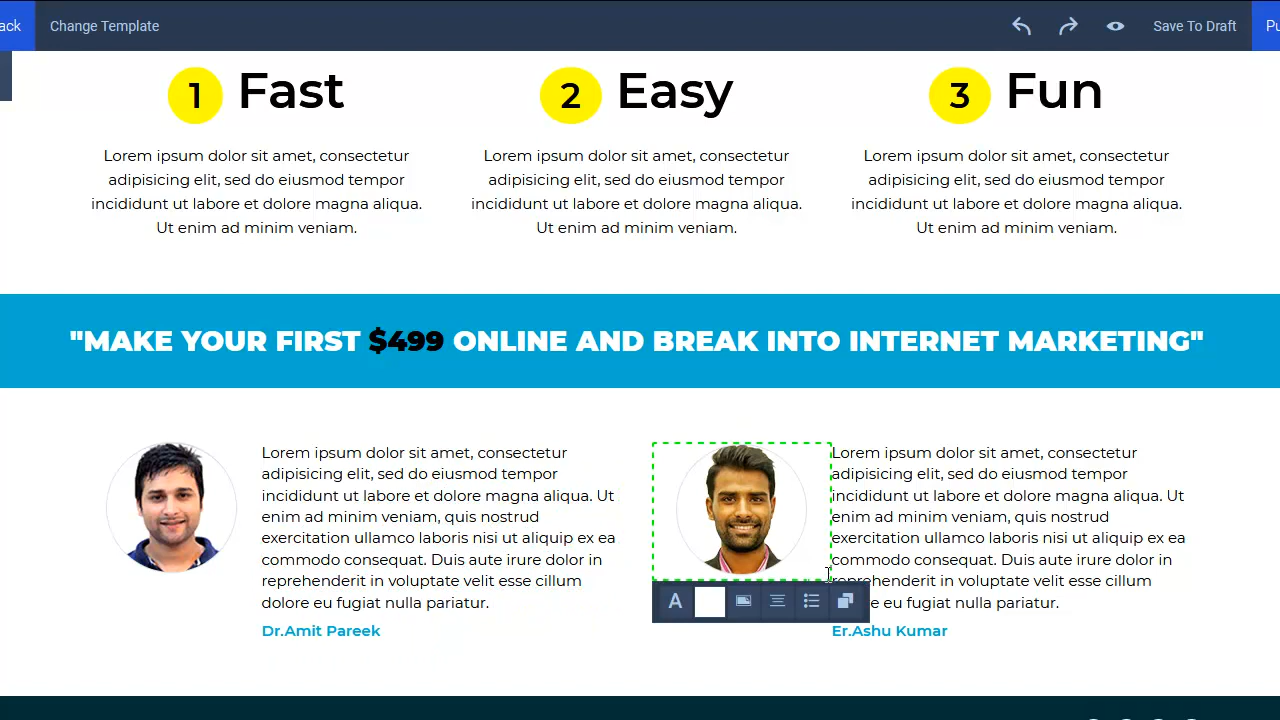 ack
Change Template
Save To Draft
Pu
1 Fast
2 Easy
3 Fun
Lorem ipsum dolor sit amet, consectetur
adipisicing elit, sed do eiusmod tempor
incididunt ut labore et dolore magna aliqua.
Ut enim ad minim veniam.
Lorem ipsum dolor sit amet, consectetur
adipisicing elit, sed do eiusmod tempor
incididunt ut labore et dolore magna aliqua.
Ut enim ad minim veniam.
Lorem ipsum dolor sit amet, consectetur
adipisicing elit, sed do eiusmod tempor
incididunt ut labore et dolore magna aliqua.
Ut enim ad minim veniam.
"MAKE YOUR FIRST $499 ONLINE AND BREAK INTO INTERNET MARKETING"
Lorem ipsum dolor sit amet, consectetur
adipisicing elit, sed do eiusmod tempor
incididunt ut labore et dolore magna aliqua. Ut
enim ad minim veniam, quis nostrud
exercitation ullamco laboris nisi ut aliquip ex ea
commodo consequat. Duis aute irure dolor in
reprehenderit in voluptate velit esse cillum
dolore eu fugiat nulla pariatur.
Dr.Amit Pareek
Lorem ipsum dolor sit amet, consectetur
adipisicing elit, sed do eiusmod tempor
incididunt ut labore et dolore magna aliqua. Ut
enim ad minim veniam, quis nostrud
exercitation ullamco laboris nisi ut aliquip ex ea
commodo consequat. Duis aute irure dolor in
reprehenderit in voluptate velit esse cillum
e eu fugiat nulla pariatur.
Er.Ashu Kumar
A